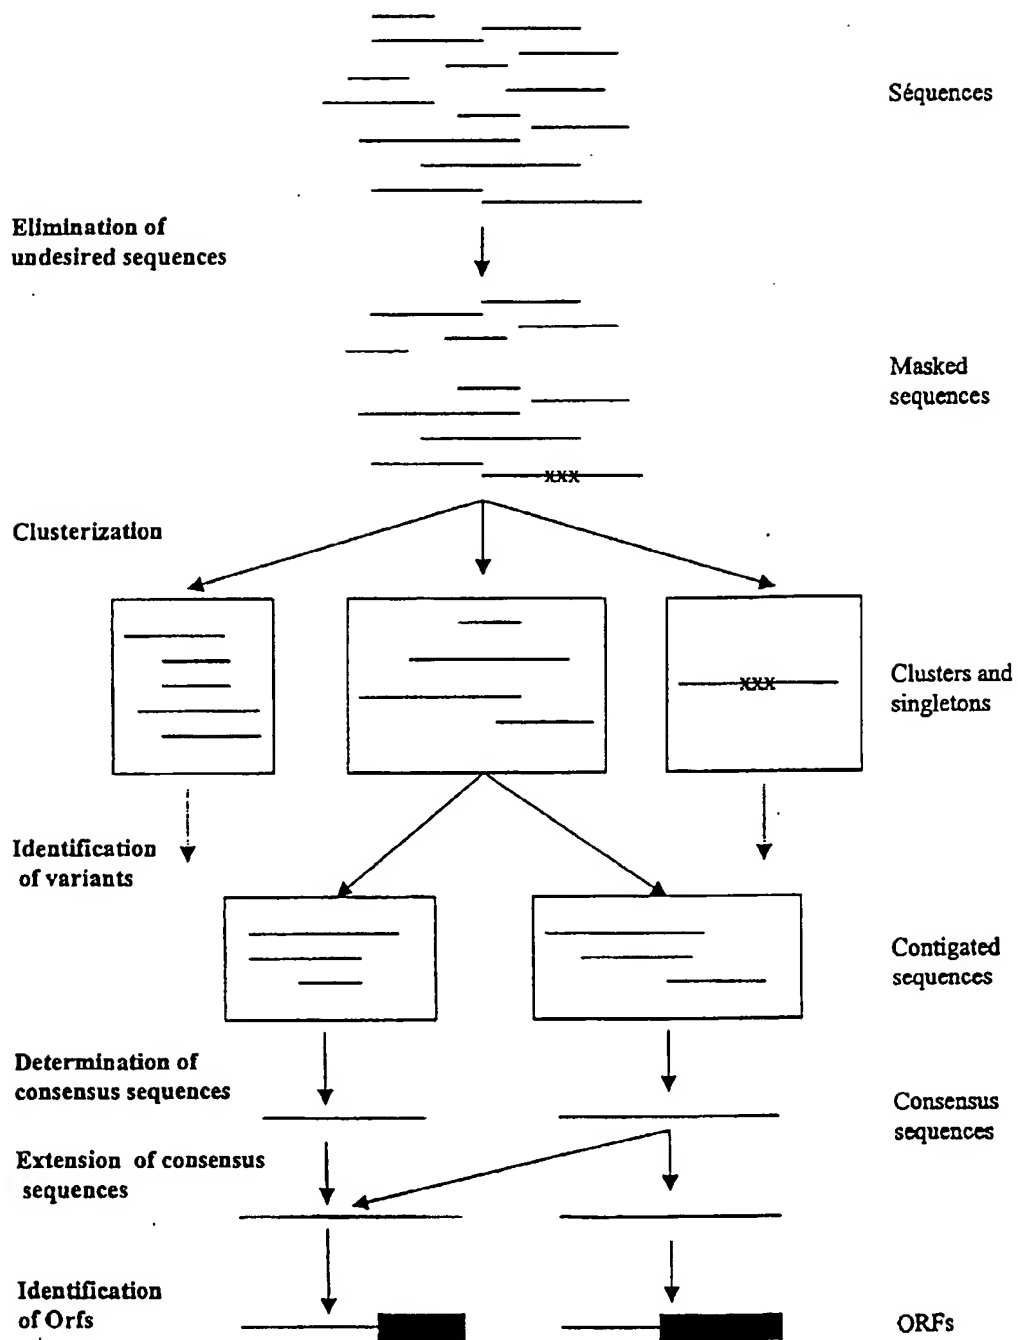 Séquences
Elimination of
undesired sequences
Masked
sequences
xxx
Clusterization
Clusters and
singletons
xxx
Identification
of variants
Contigated
sequences
Determination of
consensus sequences
Consensus
sequences
Extension of consensus
sequences
Identification
of Orfs
ORFs